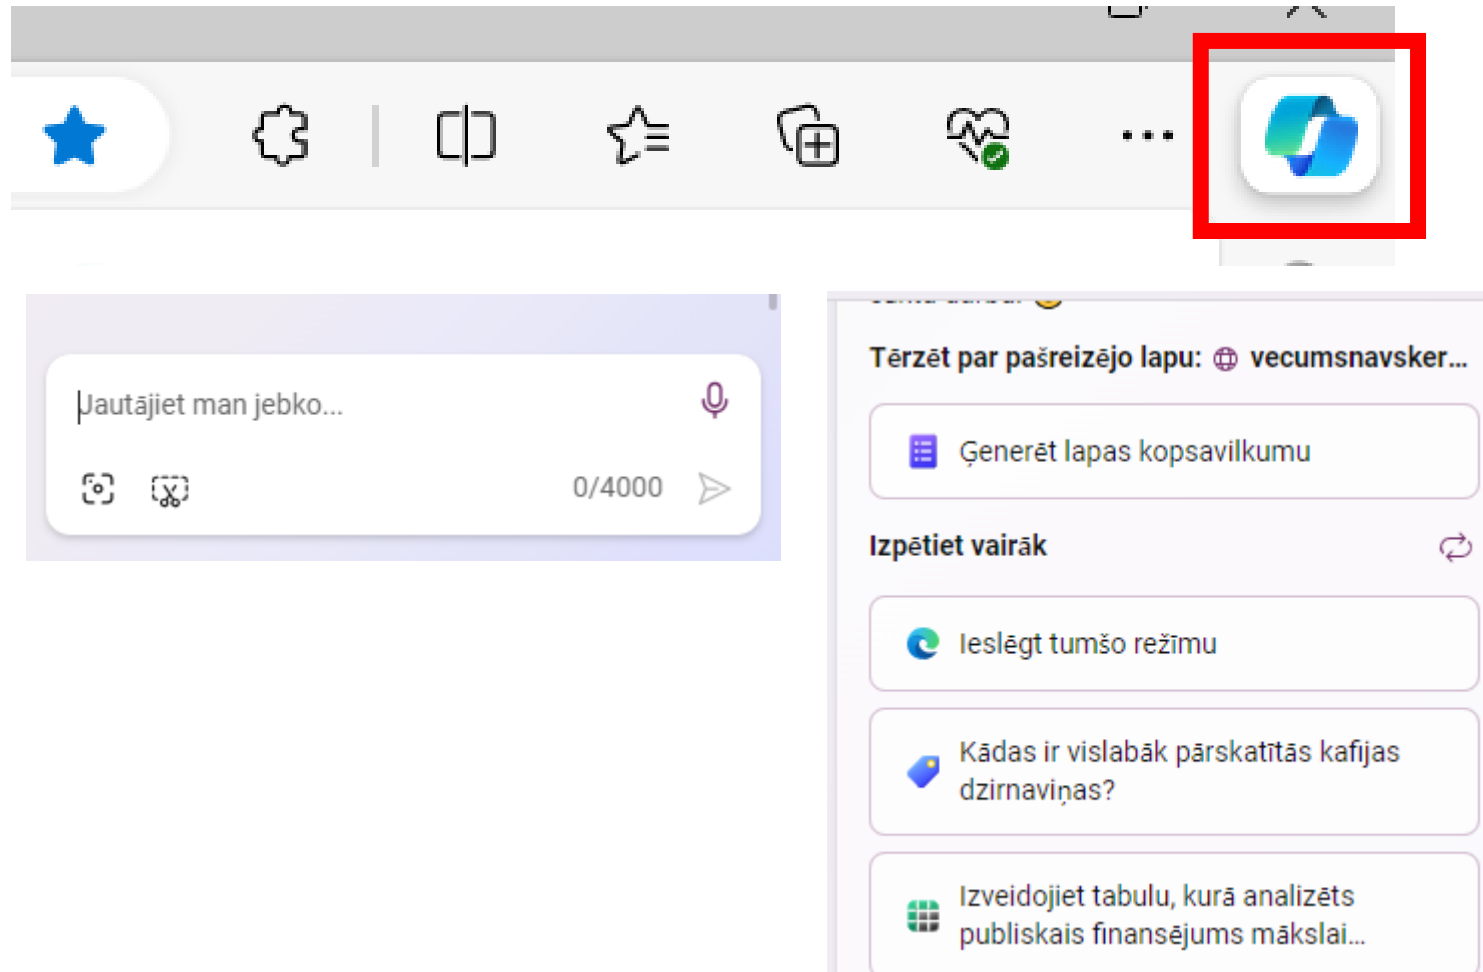 Jautājiet man jebko...
0/4000
Tērzēt par pašreizējo lapu: vecumsnavsker...
Ģenerēt lapas kopsavilkumu
Izpētiet vairāk
Ieslēgt tumšo režīmu
Kādas ir vislabāk pārskatītās kafijas
dzirnaviņas?
Izveidojiet tabulu, kurā analizēts
publiskais finansējums mākslai...